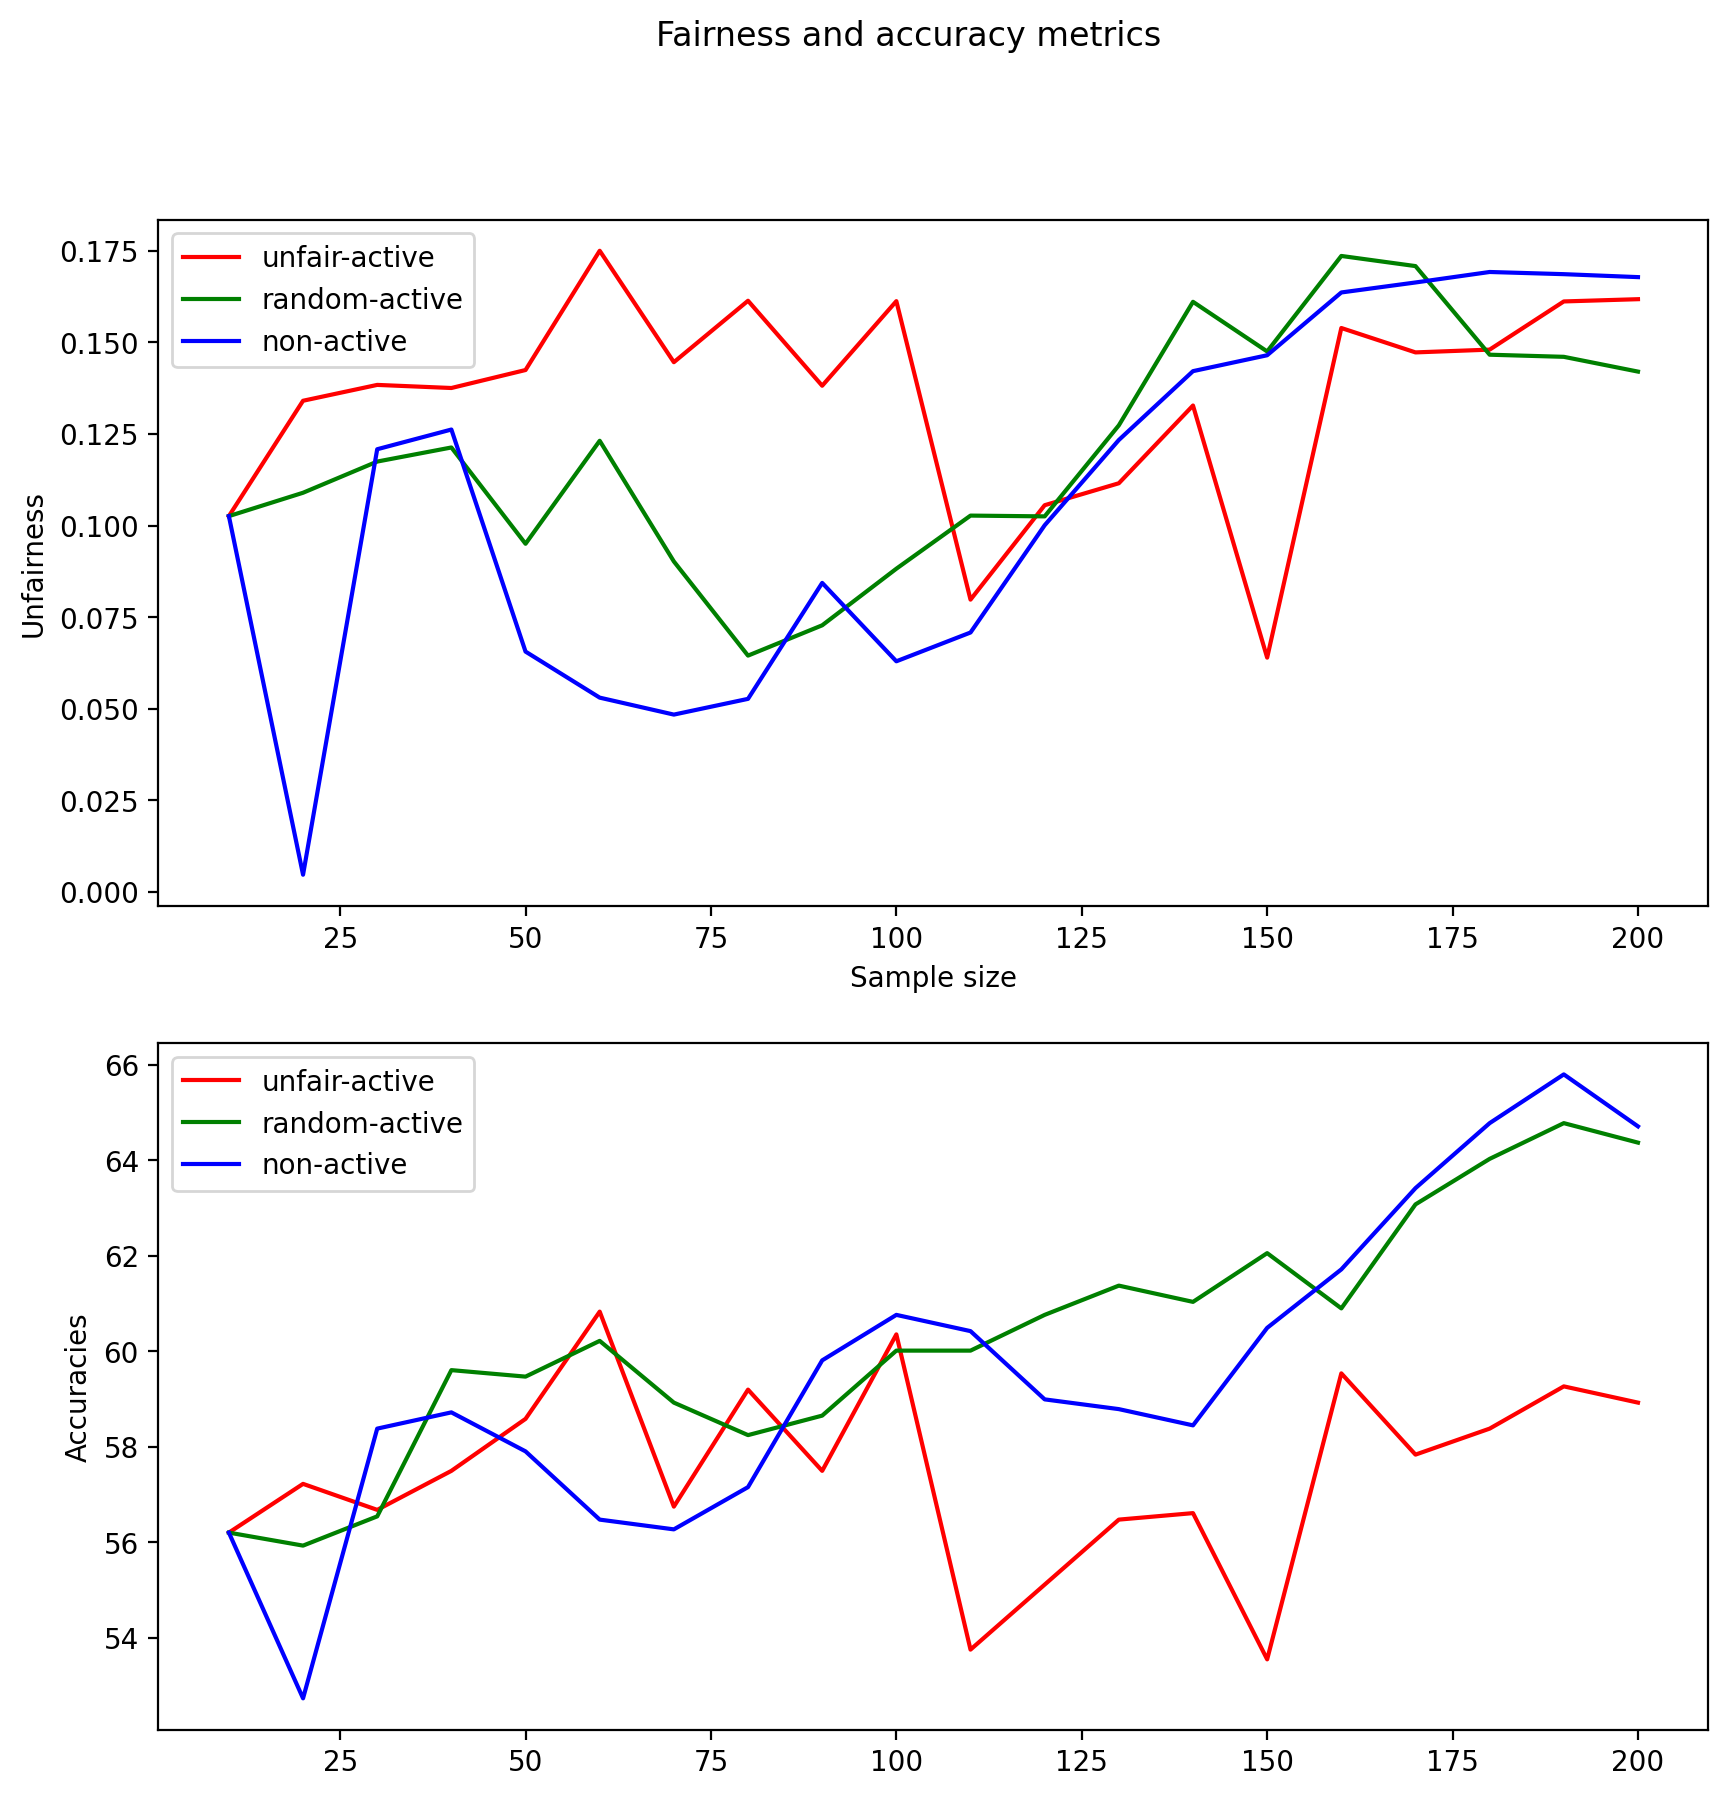 Fairness and accuracy metrics
unfair-active
random-active
non-active
Unfairness
0.175
0.150
0.125
0.100
0.075
0.050
0.025
0.000
25 50 75 100 125 150 175 200
Sample size
unfair-active
random-active
non-active
Accuracies
66
64
62
60
58
56
54
25 50 75 100 125 150 175 200